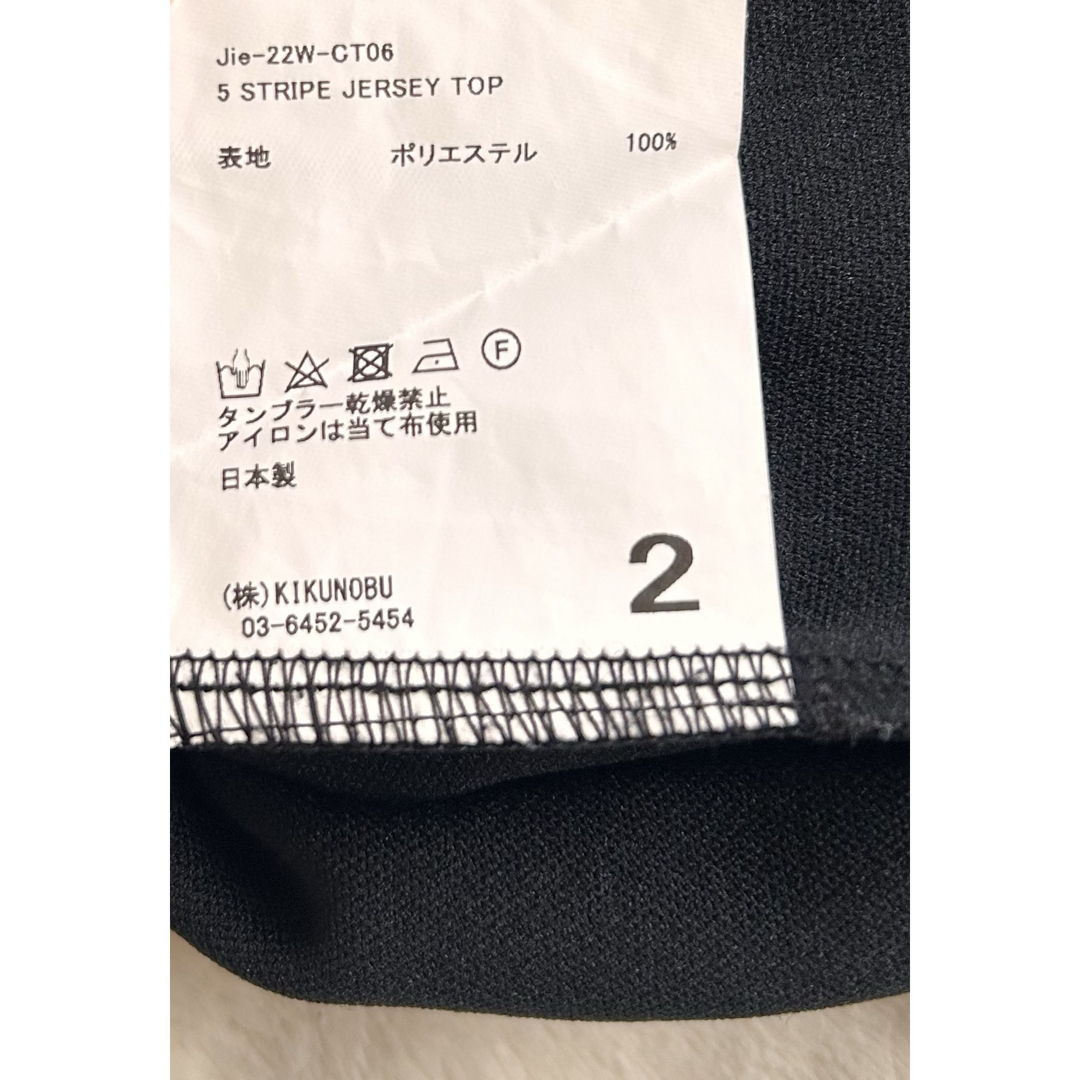 Jie-22W-CT06
5 STRIPE JERSEY TOP
表地 ポリエステル 100%
F
タンブラー乾燥禁止
アイロンは当て布使用
日本製
2
(株)KIKUNOBU
03-6452-5454